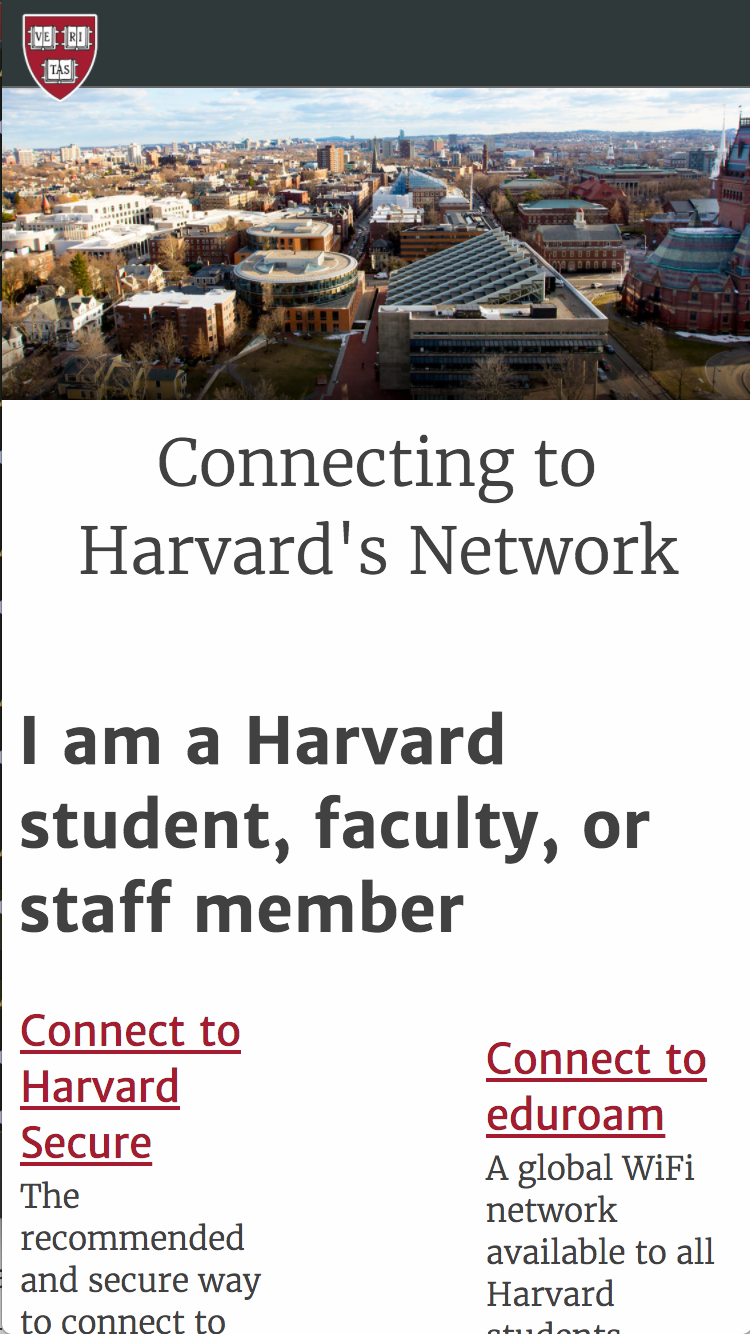 VE RI
TAS
Connecting to
Harvard's Network
I am a Harvard
student, faculty, or
staff member
Connect to
Harvard
Secure
The
recommended
and secure way
to connect to
Connect to
eduroam
A global WiFi
network
available to all
Harvard
students